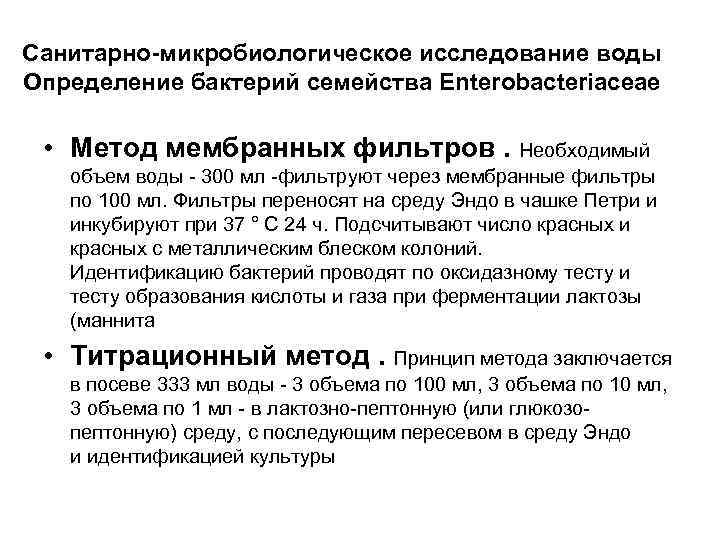 Санитарно-микробиологическое исследование воды
Определение бактерий семейства Enterobacteriaceae
• Метод мембранных фильтров . Необходимый
объем воды - 300 мл -фильтруют через мембранные фильтры
по 100 мл. Фильтры переносят на среду Эндо в чашке Петри и
инкубируют при 37 ° С 24 ч. Подсчитывают число красных и
красных с металлическим блеском колоний.
Идентификацию бактерий проводят по оксидазному тесту и
тесту образования кислоты и газа при ферментации лактозы
(маннита
• Титрационный метод . Принцип метода заключается
в посеве 333 мл воды - 3 объема по 100 мл, 3 объема по 10 мл,
3 объема по 1 мл - в лактозно-пептонную (или глюкозо-
пептонную) среду, с последующим пересевом в среду Эндо
и идентификацией культуры